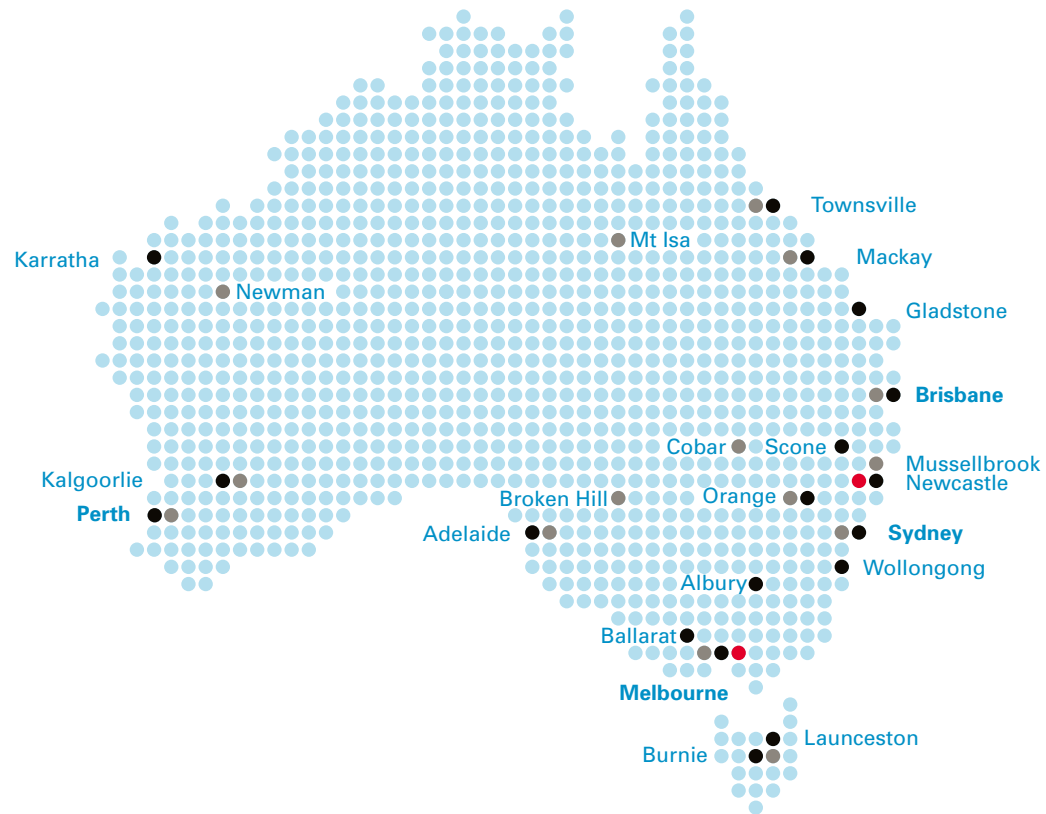 Townsville
Mt Isa
Karratha
Mackay
Newman
Gladstone
Brisbane
Cobar
Scone
Mussellbrook
Kalgoorlie
Newcastle
Broken Hill
Orange
Perth
Adelaide
Sydney
Wollongong
Albury
Ballarat
Melbourne
Launceston
Burnie